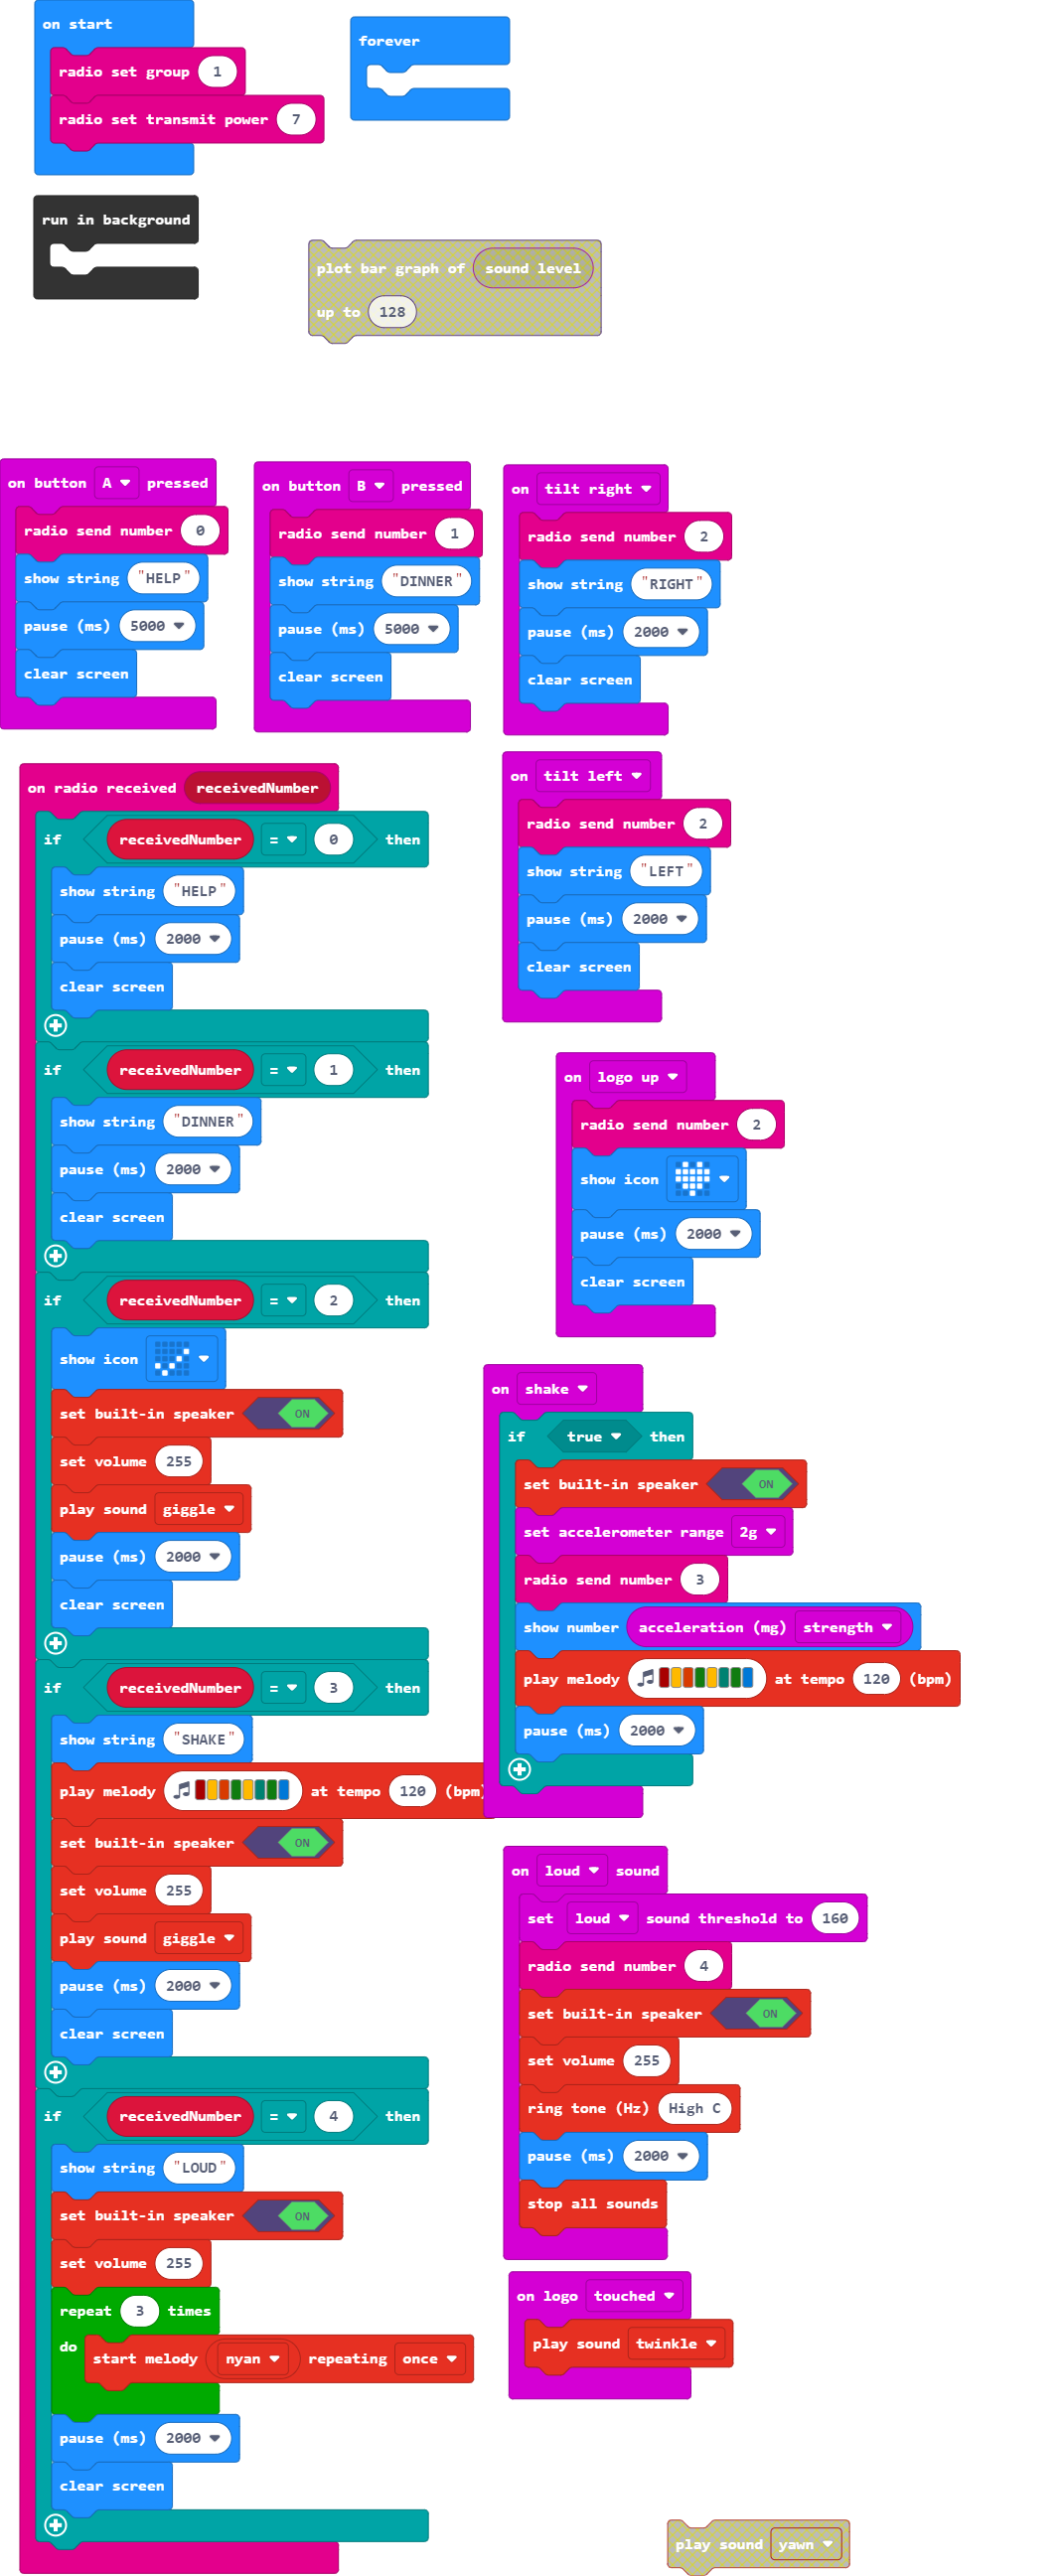 on start
radio set group 1
radio set transmit power 7
forever
run in background
plot bar graph of sound level
up to 128
on button A pressed
radio send number 0
show string "HELP"
pause (ms) 5000
clear screen
on button B pressed
radio send number 1
show string "DINNER"
pause (ms) 5000
clear screen
on tilt right
radio send number 2
show string "RIGHT"
pause (ms) 2000
clear screen
on radio received receivedNumber
if receivedNumber = 0 then
show string "HELP"
pause (ms) 2000
clear screen
if receivedNumber = 1 then
show string "DINNER"
pause (ms) 2000
clear screen
if receivedNumber = 2 then
show icon
set built-in speaker ON
set volume 255
play sound giggle
pause (ms) 2000
clear screen
if receivedNumber = 3 then
show string "SHAKE"
play melody at tempo 120 (bpm)
set built-in speaker ON
set volume 255
play sound giggle
pause (ms) 2000
clear screen
if receivedNumber = 4 then
show string "LOUD"
set built-in speaker ON
set volume 255
repeat 3 times
do
start melody nyan repeating once
pause (ms) 2000
clear screen
on tilt left
radio send number 2
show string "LEFT"
pause (ms) 2000
clear screen
on logo up
radio send number 2
show icon
pause (ms) 2000
clear screen
on shake
if true then
set built-in speaker ON
set accelerometer range 2g
radio send number 3
show number acceleration (mg) strength
play melody at tempo 120 (bpm)
pause (ms) 2000
on loud sound
set loud sound threshold to 160
radio send number 4
set built-in speaker ON
set volume 255
ring tone (Hz) High C
pause (ms) 2000
stop all sounds
on logo touched
play sound twinkle
play sound yawn